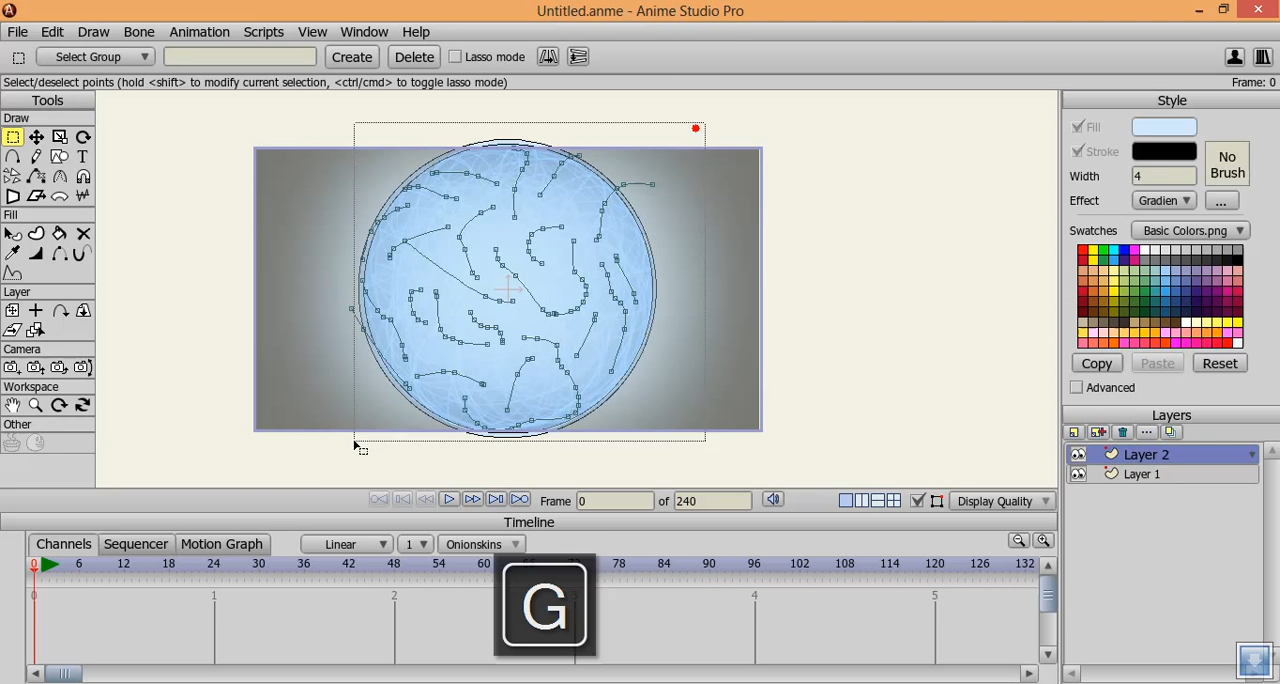 Untitled.anme - Anime Studio Pro
File Edit Draw Bone Animation Scripts View Window Help
Select Group Create Delete Lasso mode
Select/deselect points (hold <shift> to modify current selection, <ctrl/cmd> to toggle lasso mode) Frame: 0
Tools
Draw
T
Fill
Layer
Camera
Workspace
Other
Style
Fill
Stroke
No
Brush
Width 4
Effect Gradien ...
Swatches Basic Colors.png
Copy Paste Reset
Advanced
Layers
Layer 2
Layer 1
Frame 0 of 240 Display Quality
Timeline
Channels Sequencer Motion Graph Linear 1 Onionskins
0 6 12 18 24 30 36 42 48 54 60 78 84 90 96 102 108 114 120 126 132
0 1 2 4 5
G